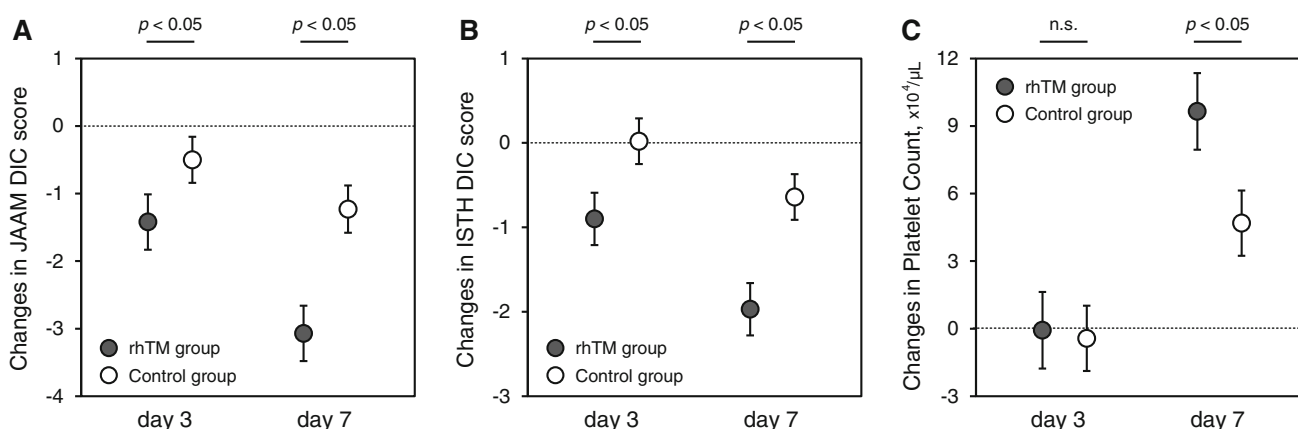 A
p < 0.05
p < 0.05
Changes in JAAM DIC score
1
0
-1
-2
-3
-4
rhTM group
Control group
day 3
day 7
B
p < 0.05
p < 0.05
Changes in ISTH DIC score
1
0
-1
-2
-3
rhTM group
Control group
day 3
day 7
C
n.s.
p < 0.05
Changes in Platelet Count, x10⁴/μL
12
9
6
3
0
-3
rhTM group
Control group
day 3
day 7